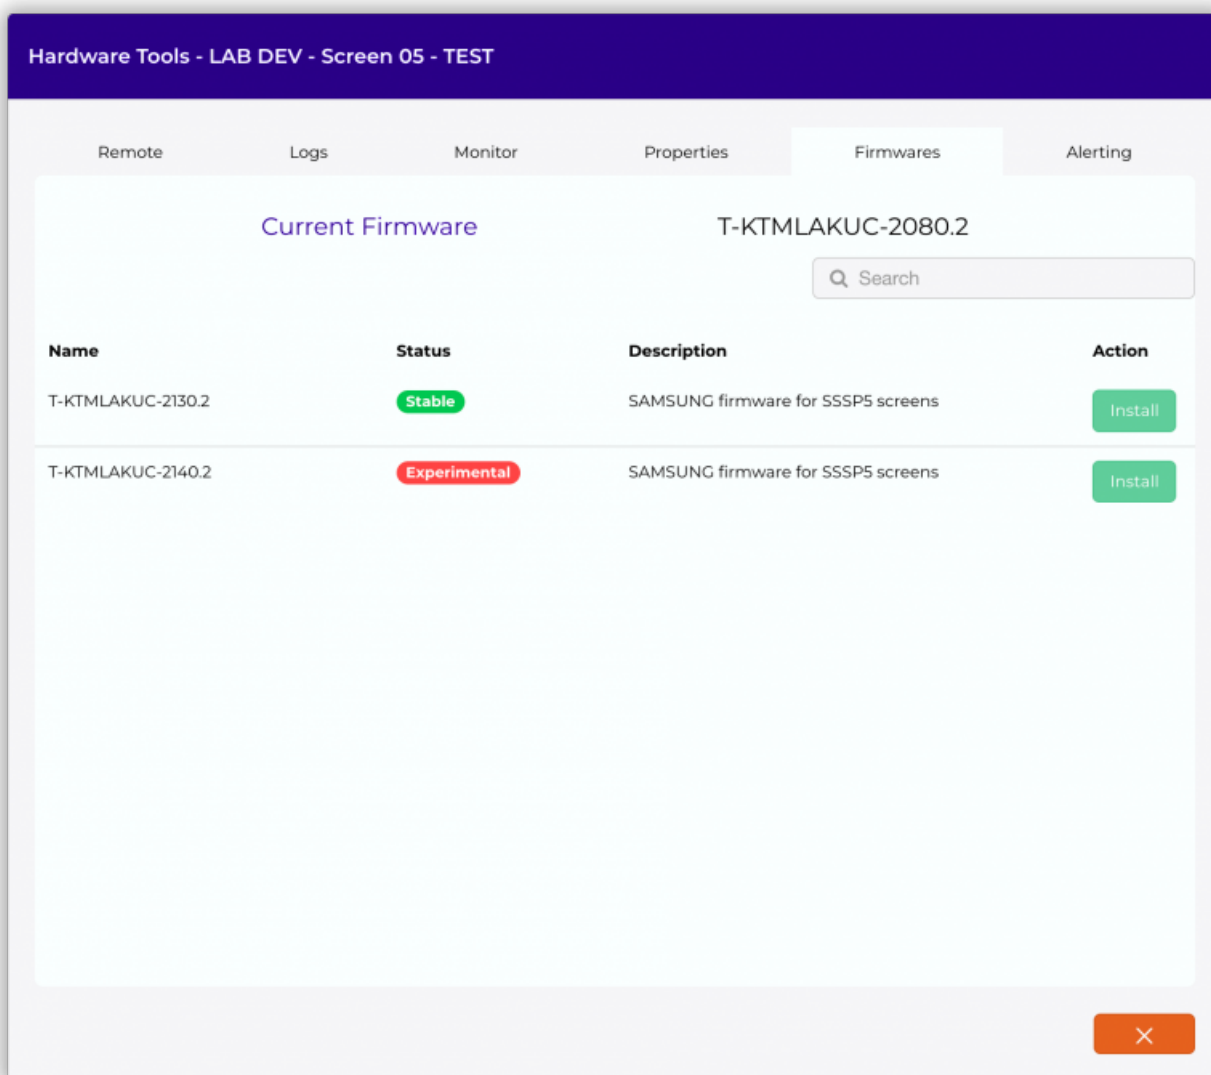 Hardware Tools - LAB DEV - Screen 05 - TEST
Remote Logs Monitor Properties Firmwares Alerting
Current Firmware T-KTMLAKUC-2080.2
Search
Name Status Description Action
T-KTMLAKUC-2130.2 Stable SAMSUNG firmware for SSSP5 screens Install
T-KTMLAKUC-2140.2 Experimental SAMSUNG firmware for SSSP5 screens Install